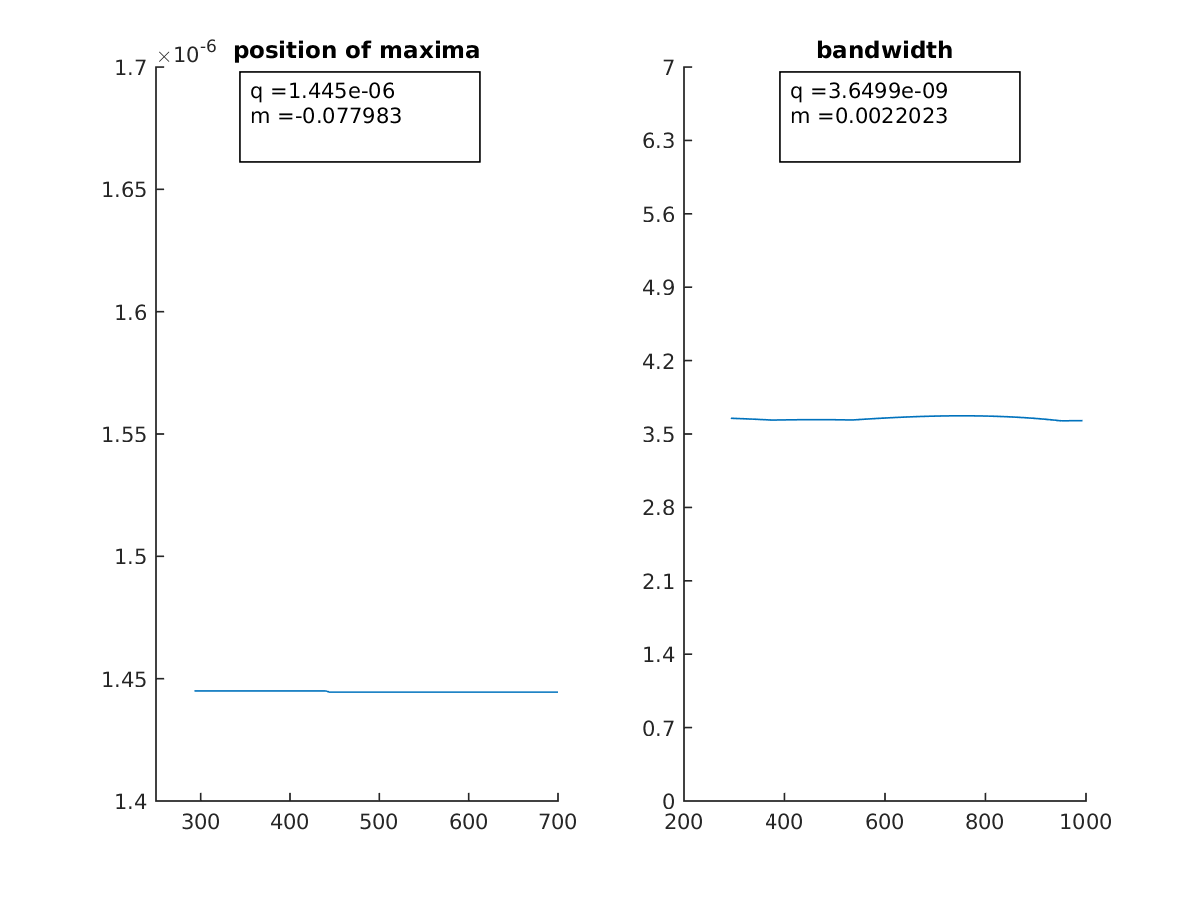 ×10-6 position of maxima
q =1.445e-06
m =-0.077983
1.7
1.65
1.6
1.55
1.5
1.45
1.4
300 400 500 600 700
bandwidth
q =3.6499e-09
m =0.0022023
7
6.3
5.6
4.9
4.2
3.5
2.8
2.1
1.4
0.7
0
200 400 600 800 1000